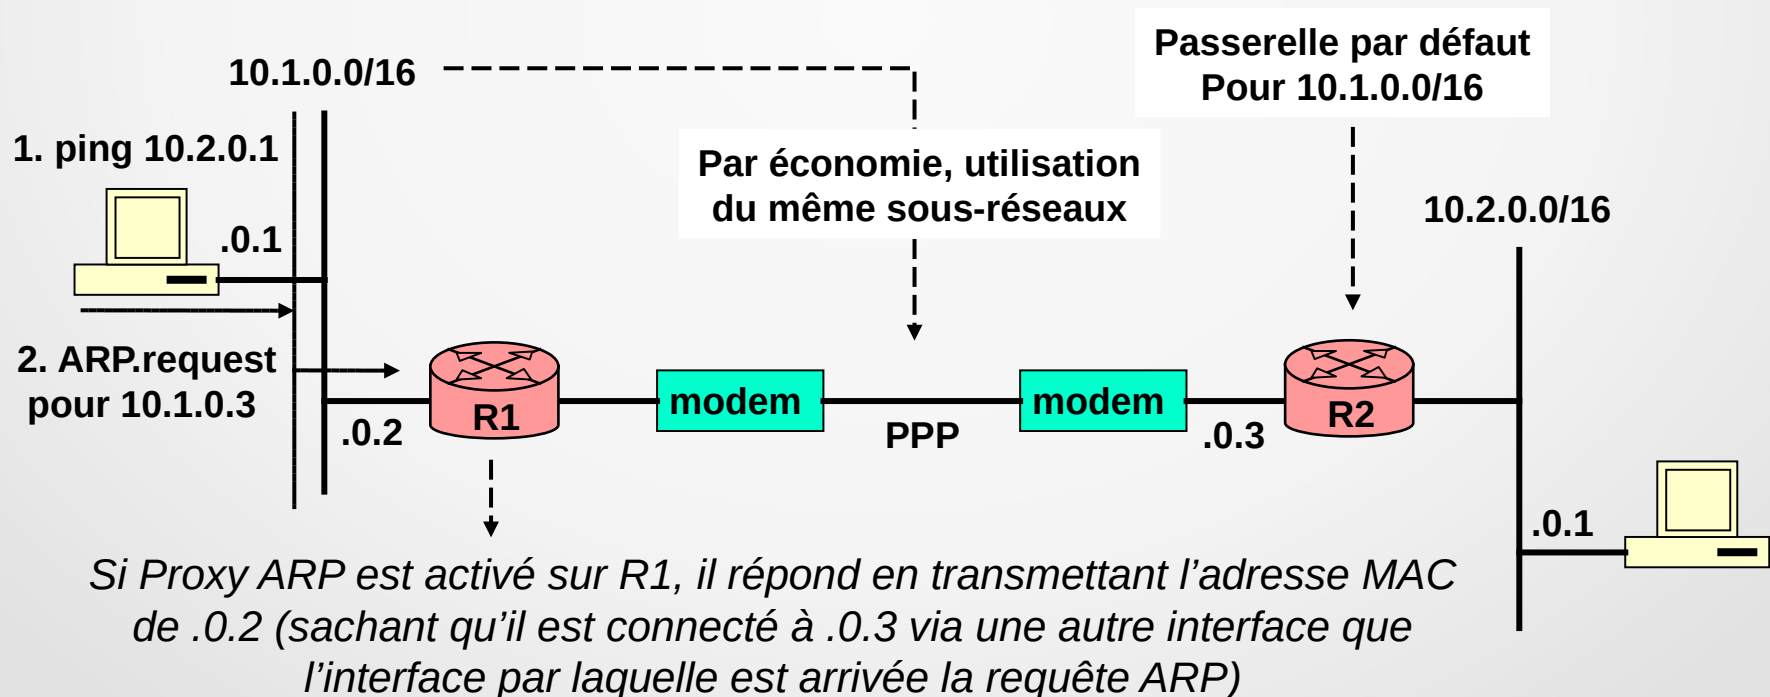 Passerelle par défaut
Pour 10.1.0.0/16
10.1.0.0/16
1. ping 10.2.0.1
Par économie, utilisation
du même sous-réseaux
10.2.0.0/16
.0.1
2. ARP.request
pour 10.1.0.3
.0.2
R1
modem
PPP
modem
.0.3
R2
.0.1
Si Proxy ARP est activé sur R1, il répond en transmettant l’adresse MAC
de .0.2 (sachant qu’il est connecté à .0.3 via une autre interface que
l’interface par laquelle est arrivée la requête ARP)